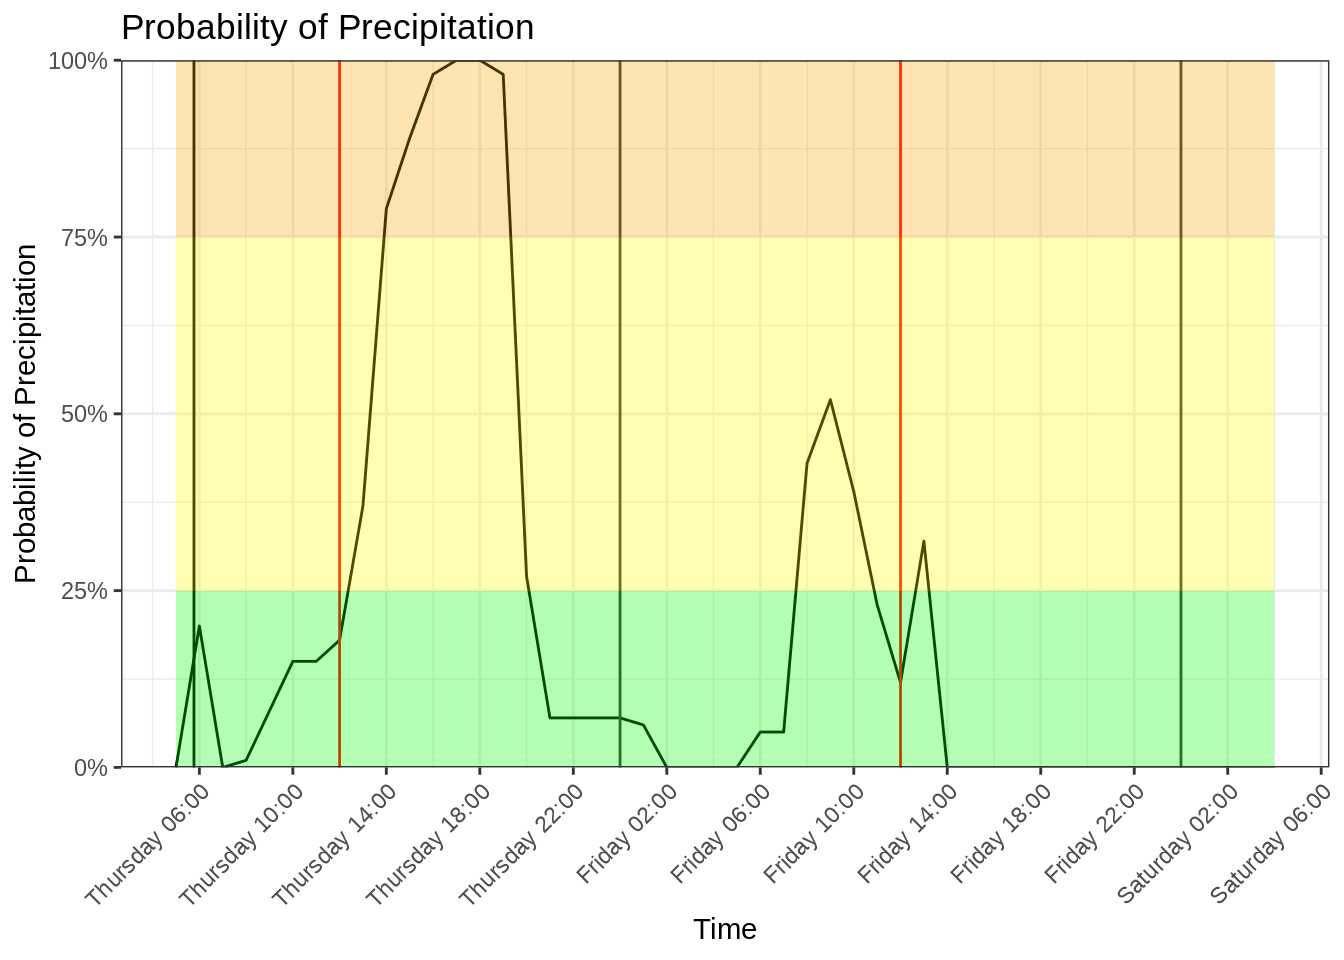 Probability of Precipitation
100%
75%
50%
25%
0%
Probability of Precipitation
Thursday 06:00
Thursday 10:00
Thursday 14:00
Thursday 18:00
Thursday 22:00
Friday 02:00
Friday 06:00
Friday 10:00
Friday 14:00
Friday 18:00
Friday 22:00
Saturday 02:00
Saturday 06:00
Time